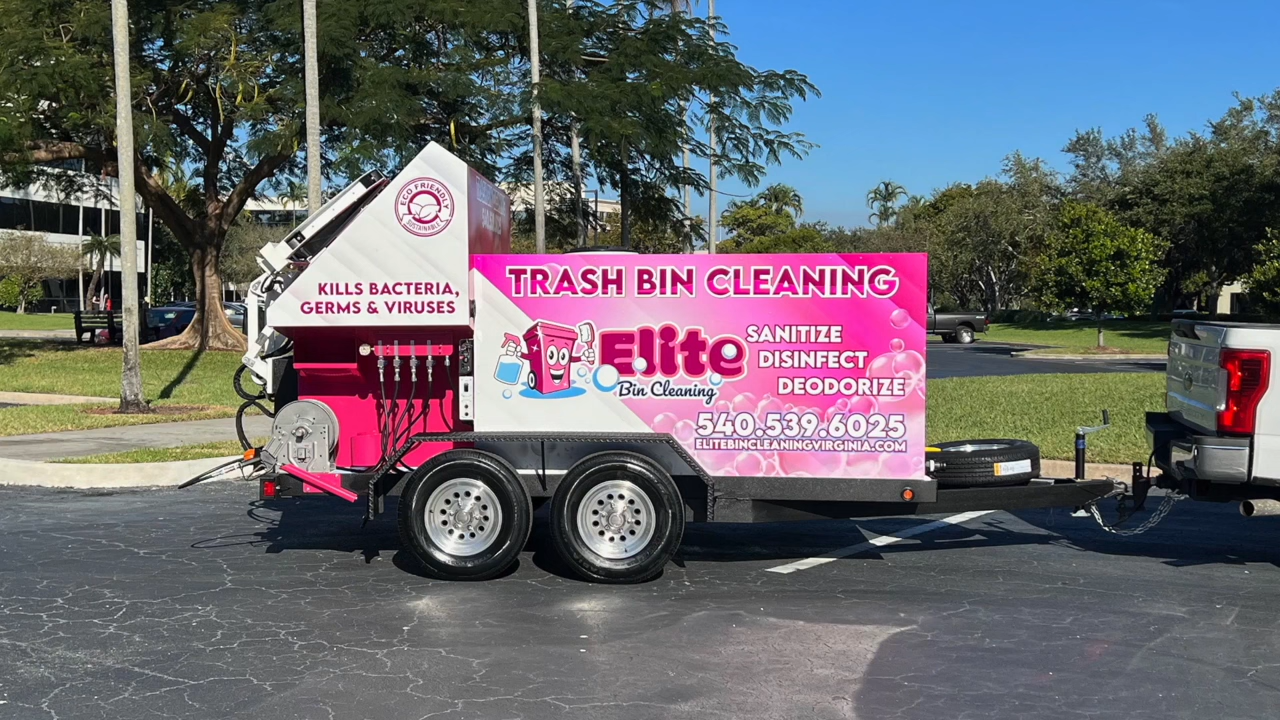 ECO FRIENDLY
SUSTAINABLE
KILLS BACTERIA,
GERMS & VIRUSES
TRASH BIN CLEANING
Elite
Bin Cleaning
SANITIZE
DISINFECT
DEODORIZE
540.539.6025
ELITEBINCLEANINGVIRGINIA.COM